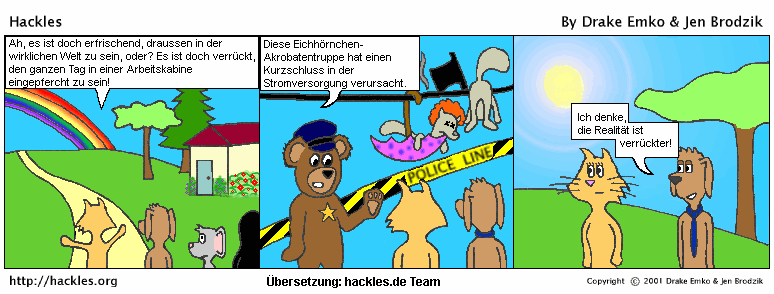 Hackles
By Drake Emko & Jen Brodzik
Ah, es ist doch erfrischend, draussen in der
wirklichen Welt zu sein, oder? Es ist doch verrückt,
den ganzen Tag in einer Arbeitskabine
eingepfercht zu sein!
Diese Eichhörnchen-
Akrobatentruppe hat einen
Kurzschluss in der
Stromversorgung verursacht.
POLICE LINE
Ich denke,
die Realität ist
verrückter!
http://hackles.org
Übersetzung: hackles.de Team
Copyright © 2001 Drake Emko & Jen Brodzik